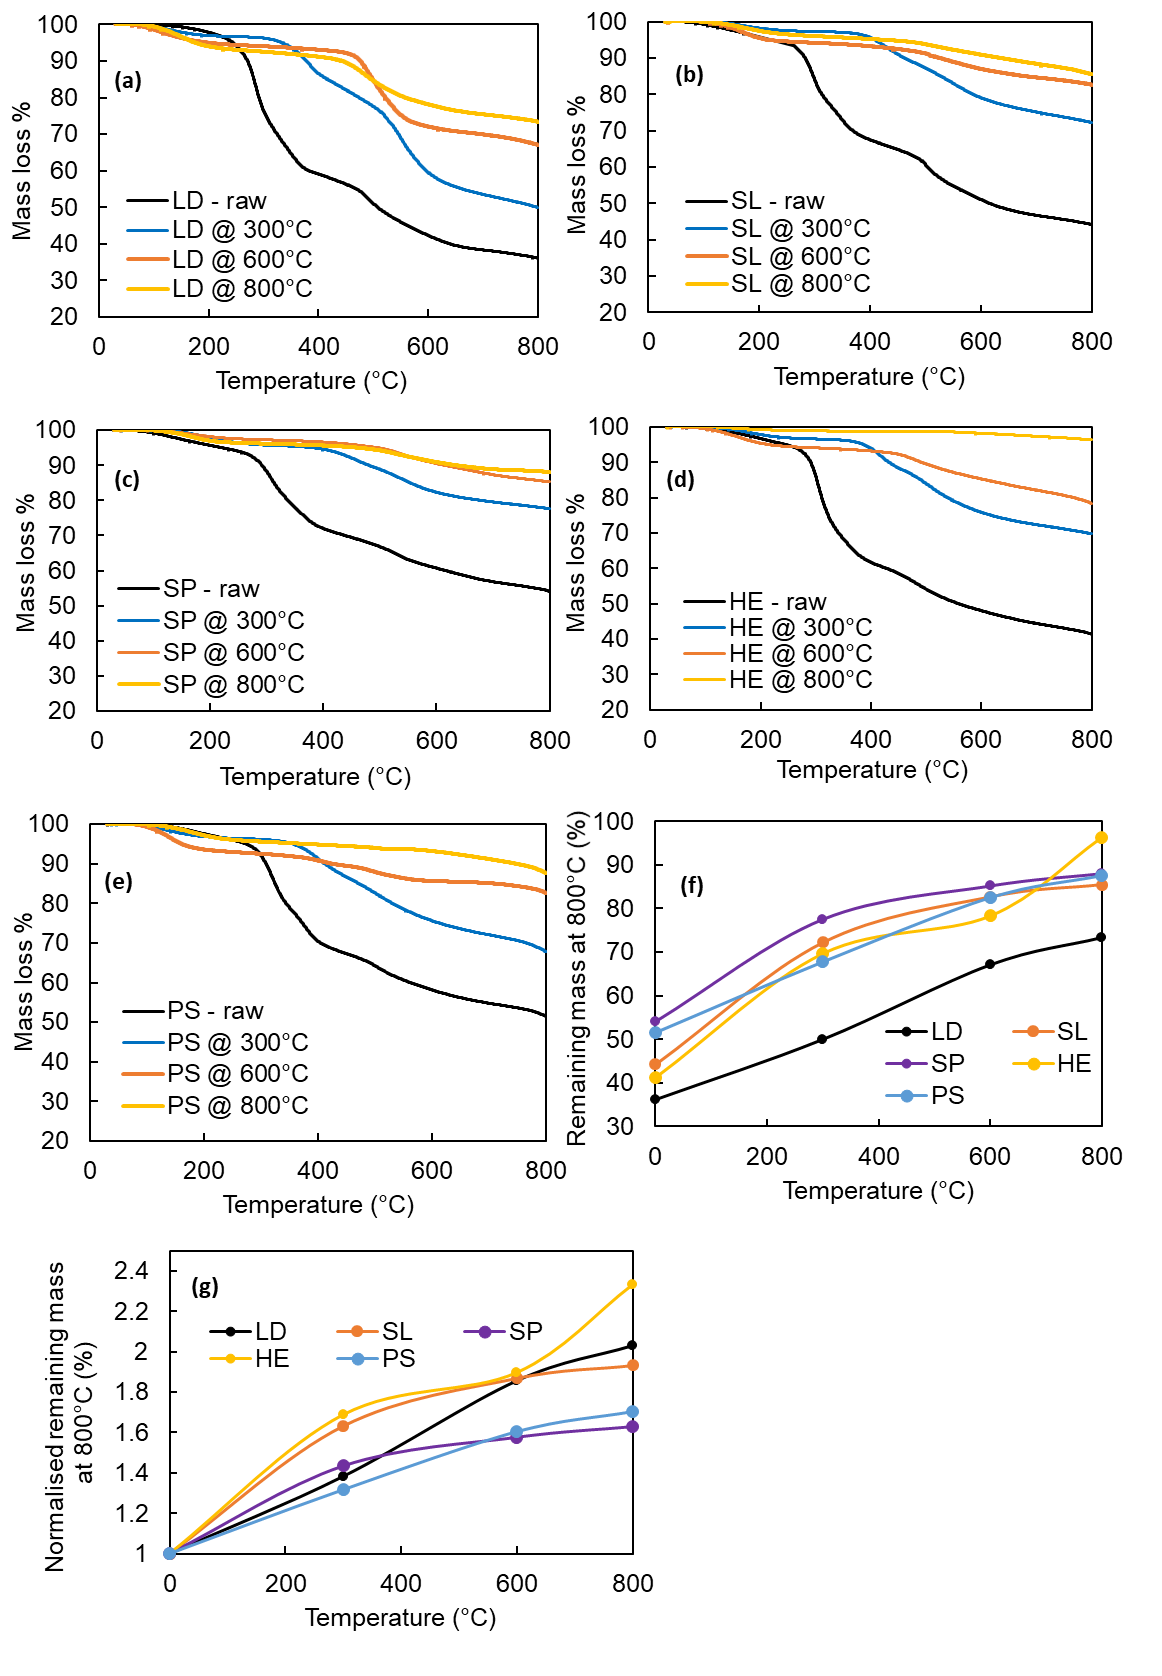 100
90
80
70
60
50
40
30
20
Mass loss %
(a)
LD - raw
LD @ 300°C
LD @ 600°C
LD @ 800°C
0 200 400 600 800
Temperature (°C)
100
90
80
70
60
50
40
30
20
Mass loss %
(b)
SL - raw
SL @ 300°C
SL @ 600°C
SL @ 800°C
0 200 400 600 800
Temperature (°C)
100
90
80
70
60
50
40
30
20
Mass loss %
(c)
SP - raw
SP @ 300°C
SP @ 600°C
SP @ 800°C
0 200 400 600 800
Temperature (°C)
100
90
80
70
60
50
40
30
20
Mass loss %
(d)
HE - raw
HE @ 300°C
HE @ 600°C
HE @ 800°C
0 200 400 600 800
Temperature (°C)
100
90
80
70
60
50
40
30
20
Mass loss %
(e)
PS - raw
PS @ 300°C
PS @ 600°C
PS @ 800°C
0 200 400 600 800
Temperature (°C)
100
90
80
70
60
50
40
30
Remaining mass at 800°C (%)
(f)
LD SL
SP HE
PS
0 200 400 600 800
Temperature (°C)
2.4
2.2
2
1.8
1.6
1.4
1.2
1
Normalised remaining mass
at 800°C (%)
(g)
LD SL SP
HE PS
0 200 400 600 800
Temperature (°C)